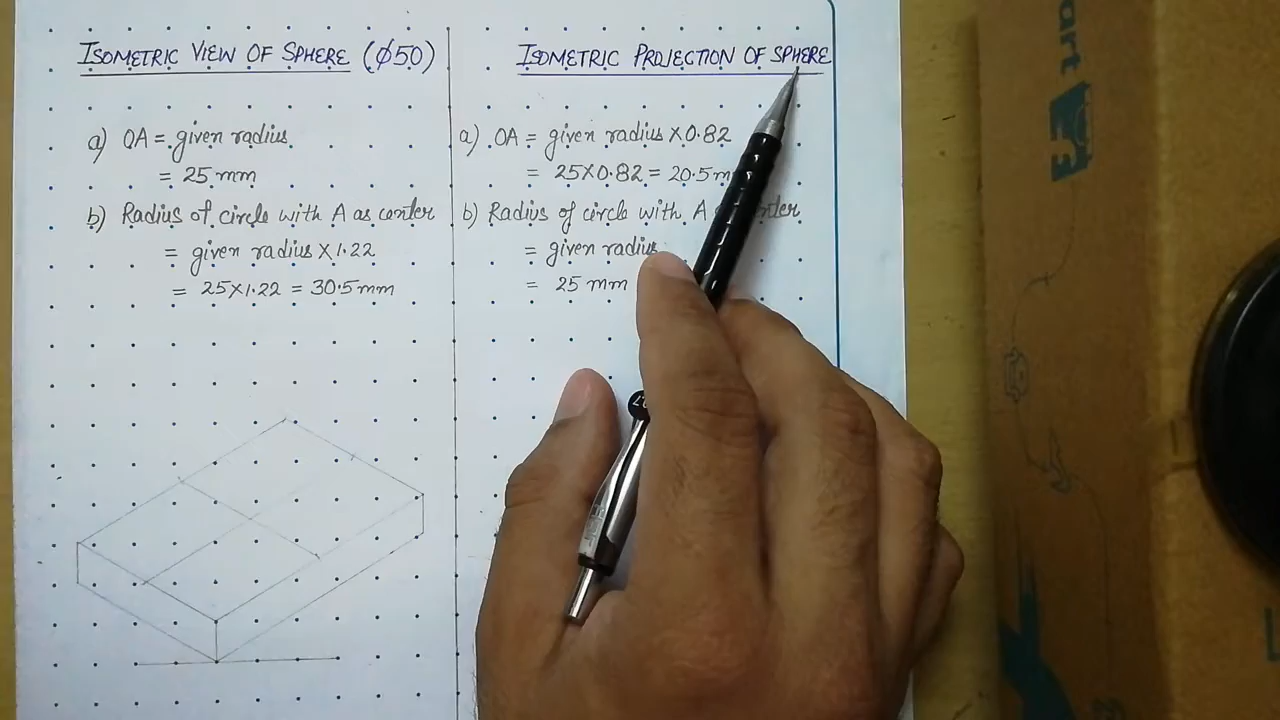 ISOMETRIC VIEW OF SPHERE (⌀50)
a) OA = given radius
= 25 mm
b) Radius of circle with A as center
= given radius × 1.22
= 25×1.22 = 30.5 mm
ISOMETRIC PROJECTION OF SPHERE
a) OA = given radius × 0.82
= 25×0.82 = 20.5
b) Radius of circle with A
= given radius
= 25 mm